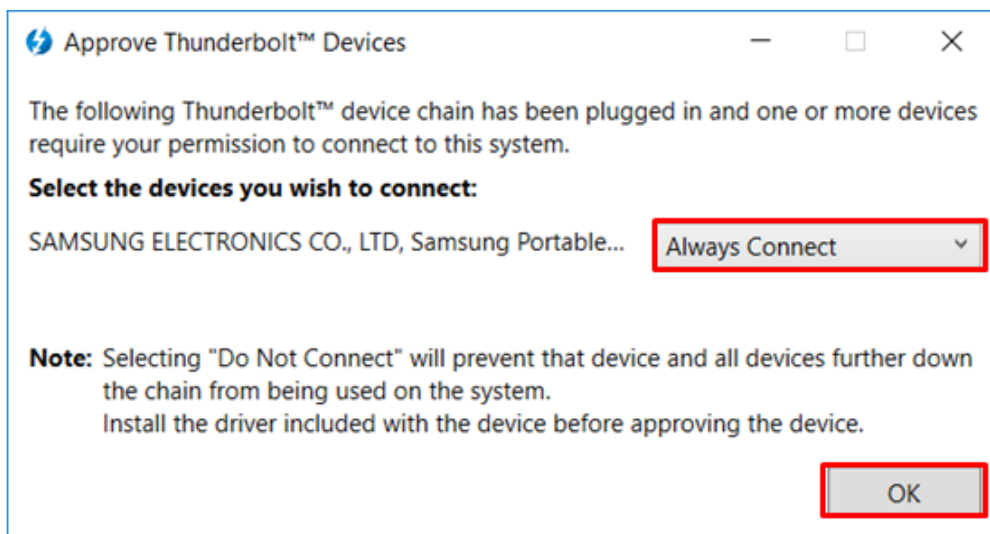 Approve Thunderbolt™ Devices
The following Thunderbolt™ device chain has been plugged in and one or more devices
require your permission to connect to this system.
Select the devices you wish to connect:
SAMSUNG ELECTRONICS CO., LTD, Samsung Portable... Always Connect
Note: Selecting "Do Not Connect" will prevent that device and all devices further down
the chain from being used on the system.
Install the driver included with the device before approving the device.
OK